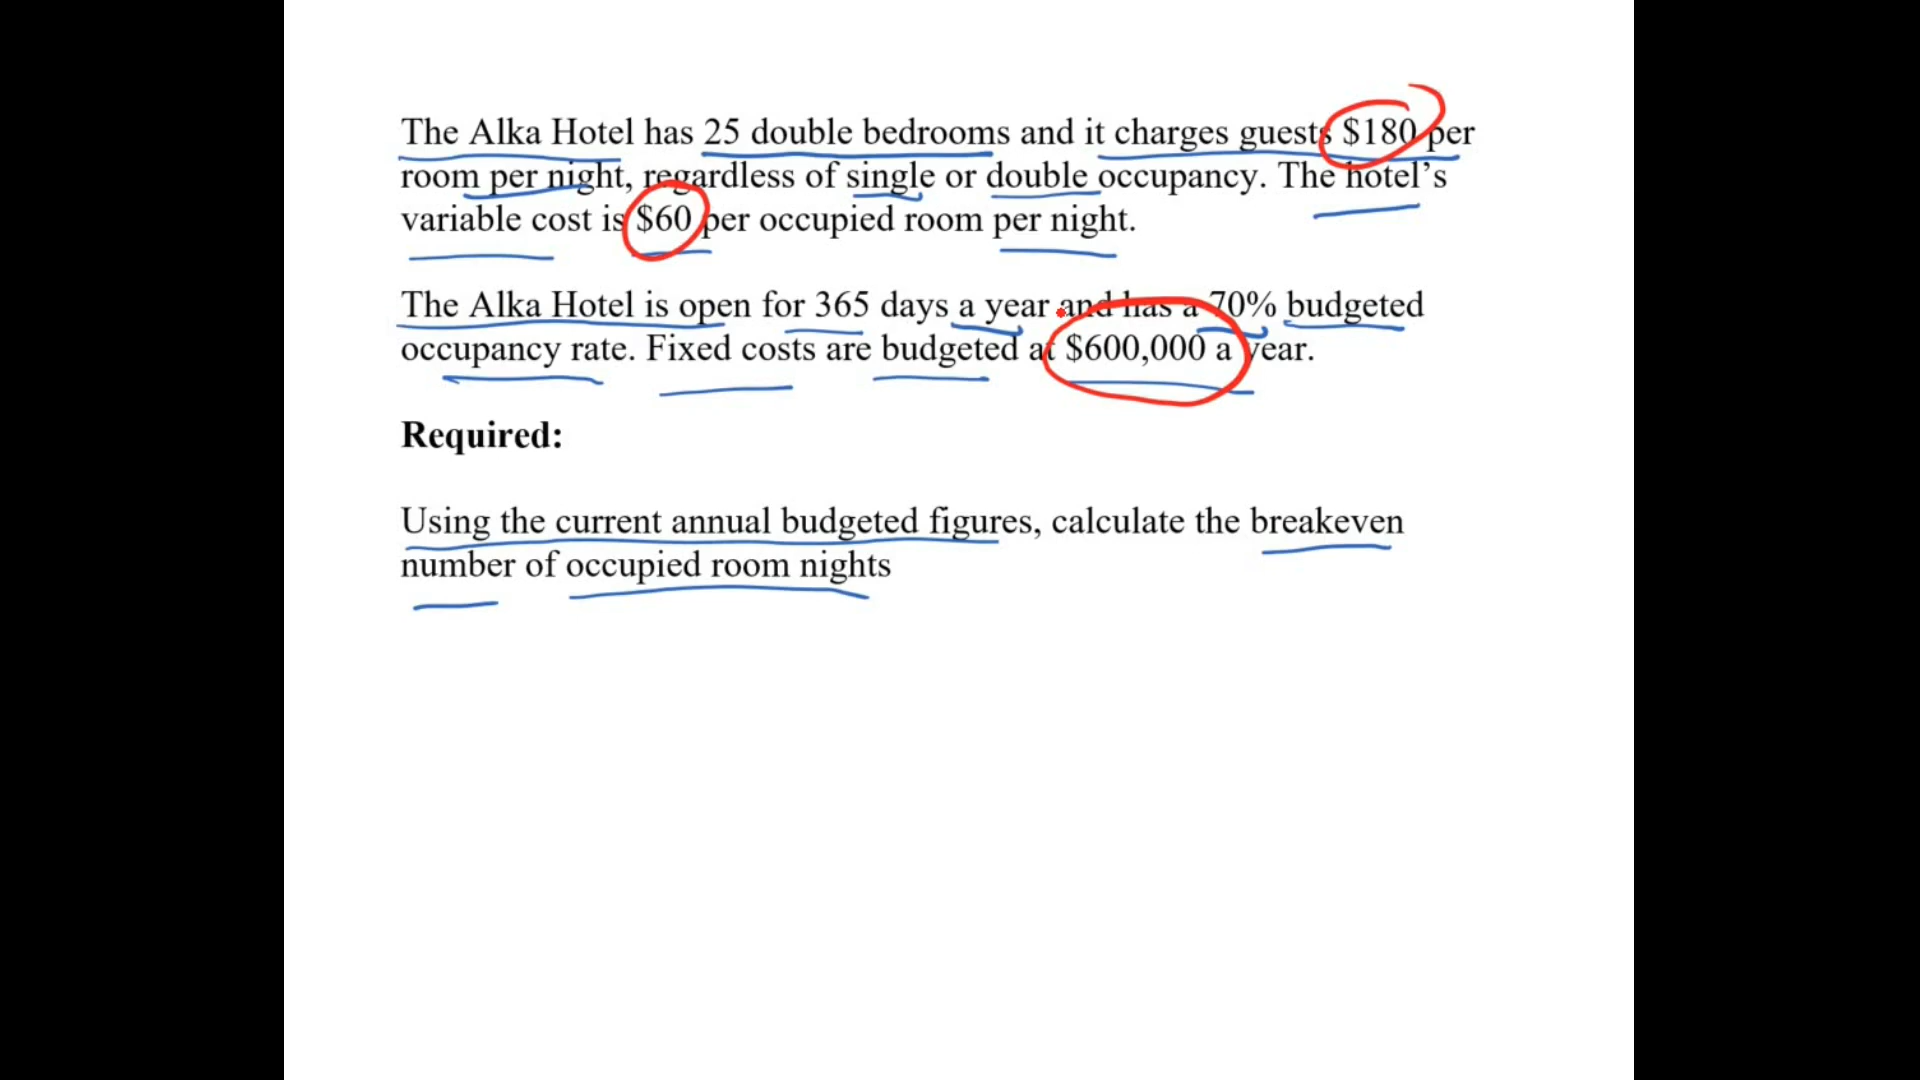 The Alka Hotel has 25 double bedrooms and it charges guests $180 per
room per night, regardless of single or double occupancy. The hotel’s
variable cost is $60 per occupied room per night.
The Alka Hotel is open for 365 days a year and has a 70% budgeted
occupancy rate. Fixed costs are budgeted at $600,000 a year.
Required:
Using the current annual budgeted figures, calculate the breakeven
number of occupied room nights